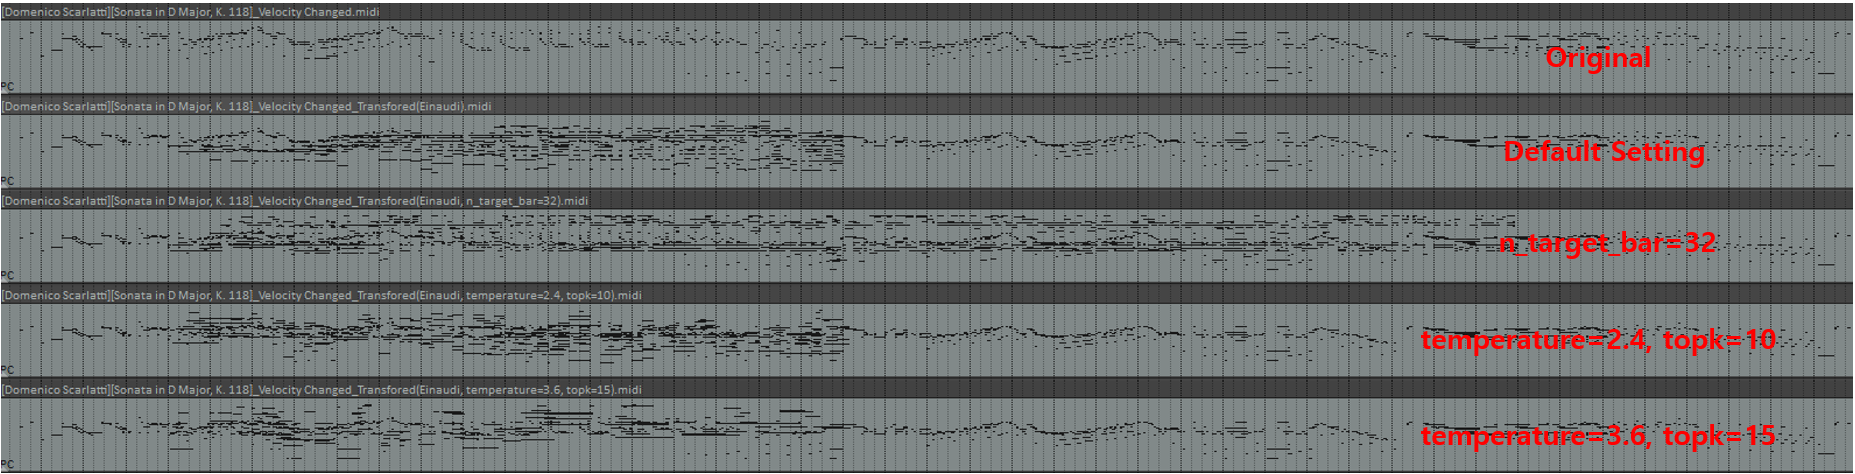 [Domenico Scarlatti][Sonata in D Major, K. 118]_Velocity Changed.midi
Original
PC
[Domenico Scarlatti][Sonata in D Major, K. 118]_Velocity Changed_Transfored(Einaudi).midi
Default Setting
PC
[Domenico Scarlatti][Sonata in D Major, K. 118]_Velocity Changed_Transfored(Einaudi, n_target_bar=32).midi
n_target_bar=32
PC
[Domenico Scarlatti][Sonata in D Major, K. 118]_Velocity Changed_Transfored(Einaudi, temperature=2.4, topk=10).midi
temperature=2.4, topk=10
PC
[Domenico Scarlatti][Sonata in D Major, K. 118]_Velocity Changed_Transfored(Einaudi, temperature=3.6, topk=15).midi
temperature=3.6, topk=15
PC